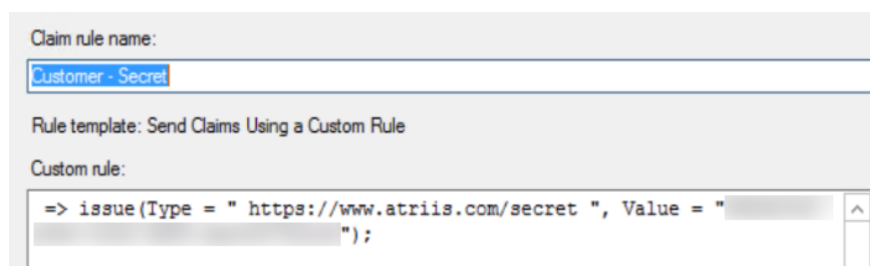 Claim rule name:
Customer - Secret
Rule template: Send Claims Using a Custom Rule
Custom rule:
=> issue(Type = " https://www.atriis.com/secret ", Value = "
");